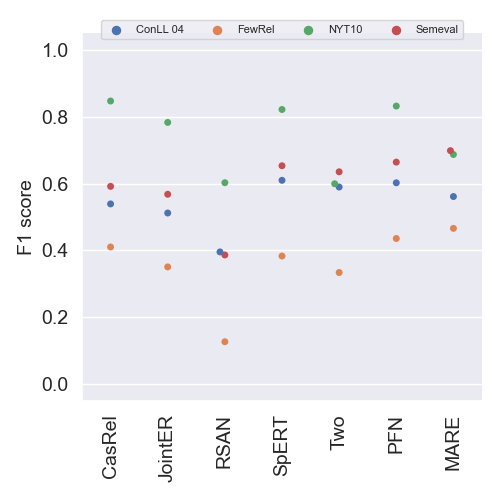 ConLL 04 FewRel NYT10 Semeval
1.0
0.8
0.6
0.4
0.2
0.0
F1 score
CasRel JointER RSAN SpERT Two PFN MARE